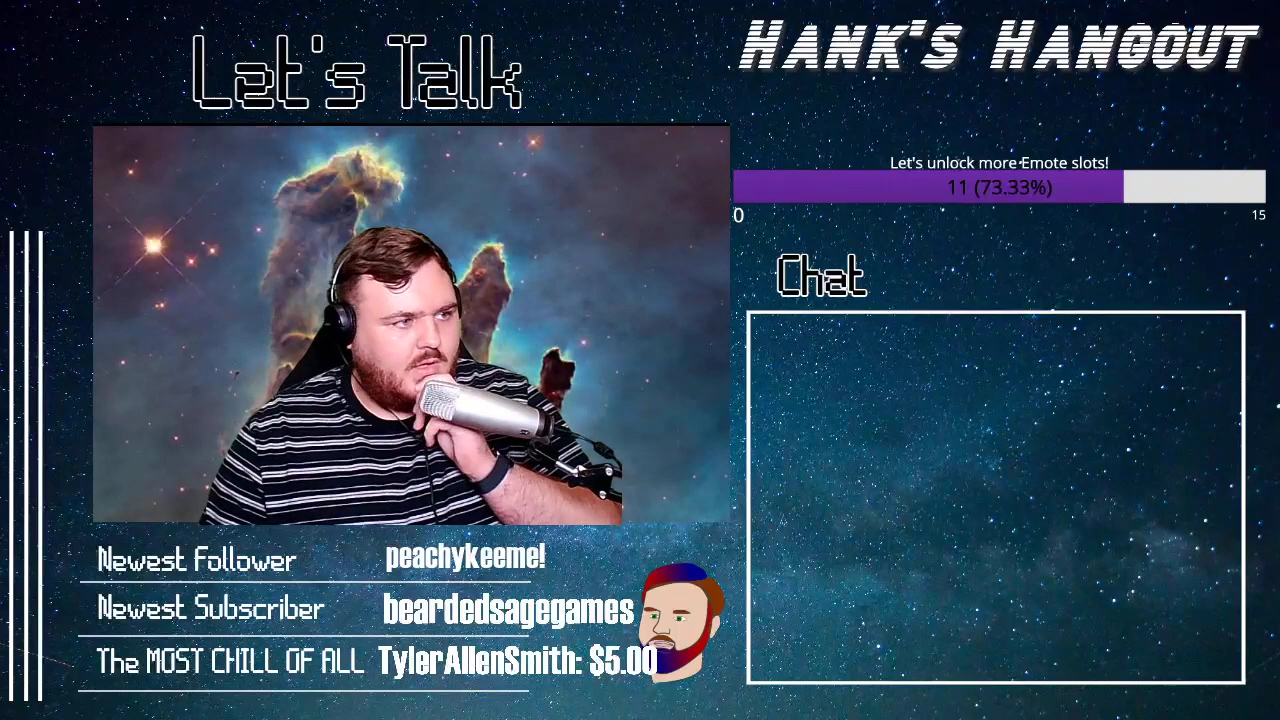 Let's Talk
HANK'S HANGOUT
Let's unlock more Emote slots!
11 (73.33%)
0
15
Chat
Newest Follower peachykeeme!
Newest Subscriber beardedsagegames
The MOST CHILL OF ALL TylerAllenSmith: $5.00